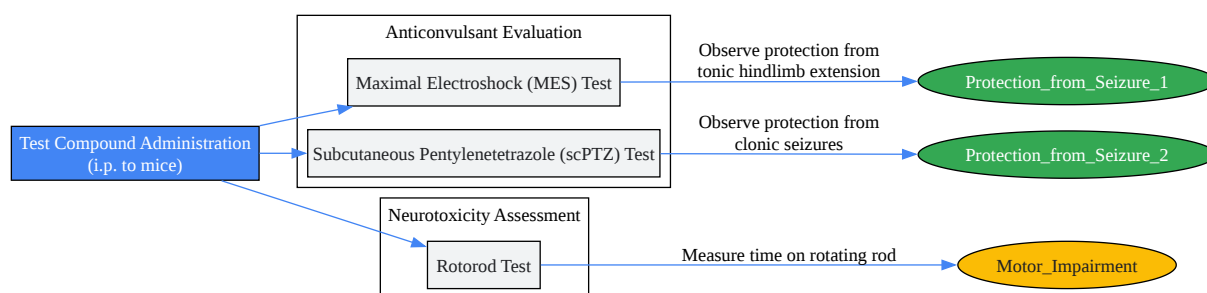 Anticonvulsant Evaluation
Maximal Electroshock (MES) Test
Observe protection from
tonic hindlimb extension
Protection_from_Seizure_1
Test Compound Administration
(i.p. to mice)
Subcutaneous Pentylenetetrazole (scPTZ) Test
Observe protection from
clonic seizures
Protection_from_Seizure_2
Neurotoxicity Assessment
Rotorod Test
Measure time on rotating rod
Motor_Impairment